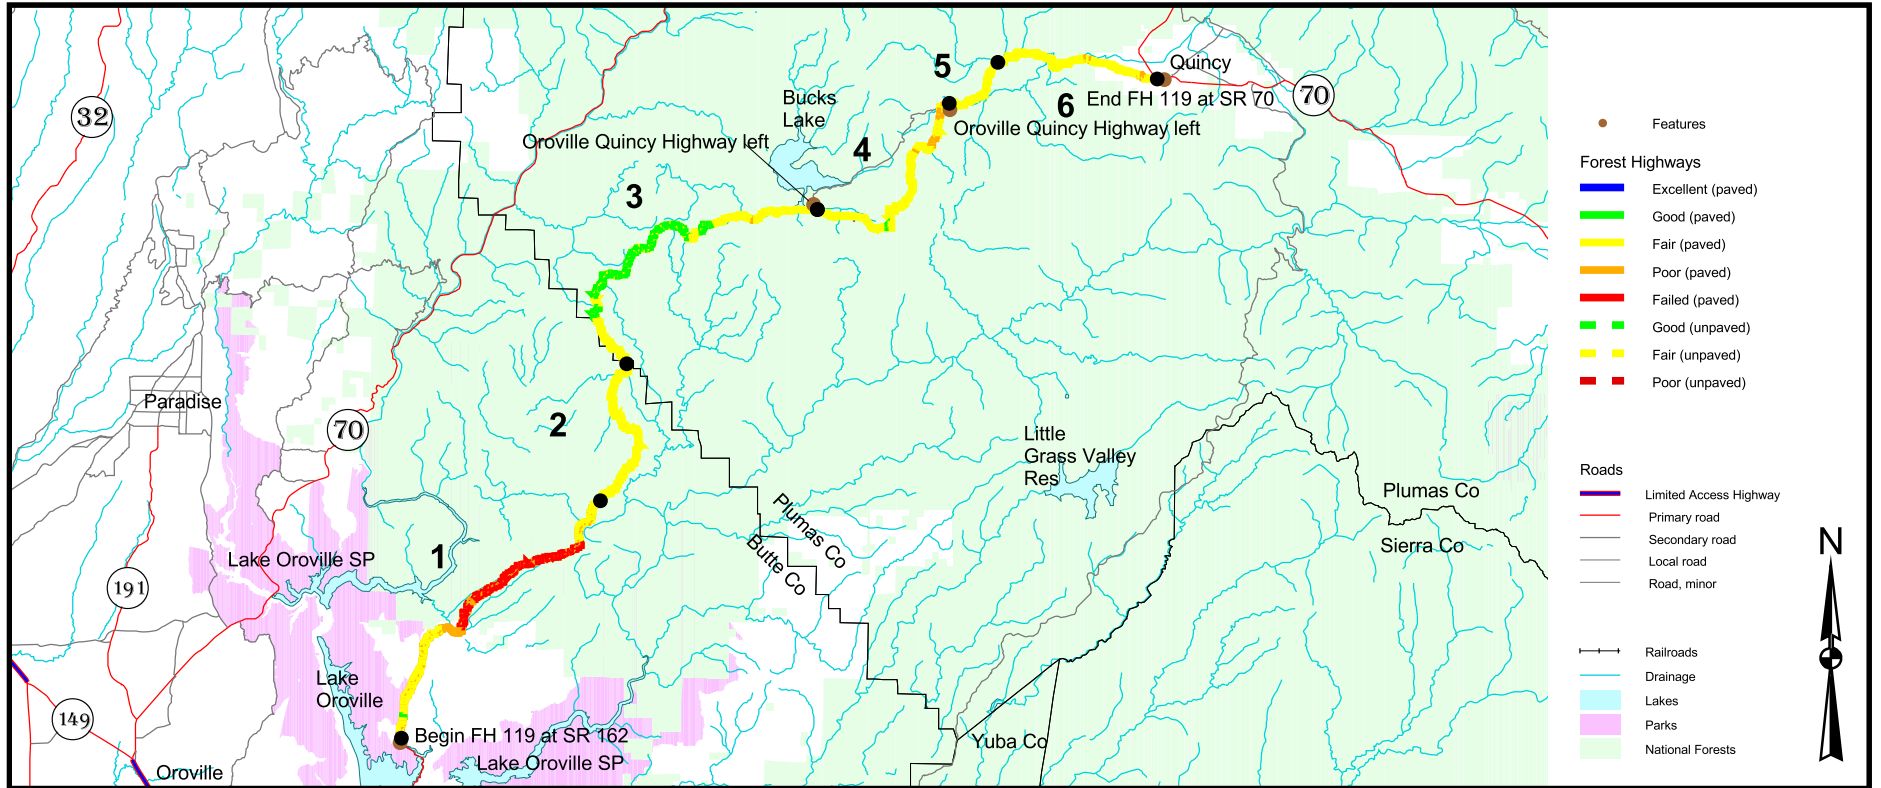 32
5
Quincy
70
Bucks
Lake
6
End FH 119 at SR 70
Oroville Quincy Highway left
Oroville Quincy Highway left
4
3
Paradise
70
2
Little
Grass Valley
Res
Plumas Co
Butte Co
Plumas Co
Sierra Co
1
Lake Oroville SP
191
Lake
Oroville
149
Begin FH 119 at SR 162
Lake Oroville SP
Oroville
Yuba Co
Features
Forest Highways
Excellent (paved)
Good (paved)
Fair (paved)
Poor (paved)
Failed (paved)
Good (unpaved)
Fair (unpaved)
Poor (unpaved)
Roads
Limited Access Highway
Primary road
Secondary road
Local road
Road, minor
Railroads
Drainage
Lakes
Parks
National Forests
N